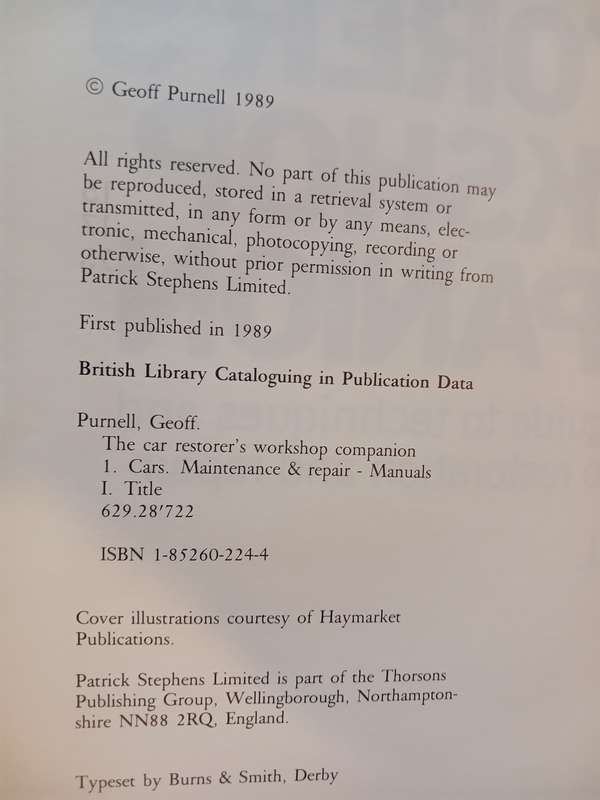 © Geoff Purnell 1989
All rights reserved. No part of this publication may
be reproduced, stored in a retrieval system or
transmitted, in any form or by any means, elec-
tronic, mechanical, photocopying, recording or
otherwise, without prior permission in writing from
Patrick Stephens Limited.
First published in 1989
British Library Cataloguing in Publication Data
Purnell, Geoff.
The car restorer's workshop companion
1. Cars. Maintenance & repair - Manuals
I. Title
629.28'722
ISBN 1-85260-224-4
Cover illustrations courtesy of Haymarket
Publications.
Patrick Stephens Limited is part of the Thorsons
Publishing Group, Wellingborough, Northampton-
shire NN88 2RQ, England.
Typeset by Burns & Smith, Derby